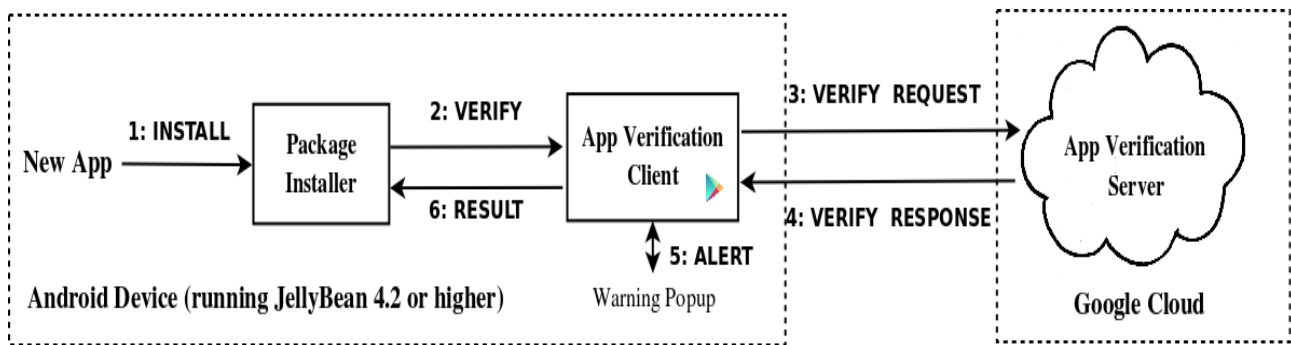 1: INSTALL
New App
Package
Installer
2: VERIFY
6: RESULT
App Verification
Client
3: VERIFY REQUEST
4: VERIFY RESPONSE
App Verification
Server
5: ALERT
Warning Popup
Android Device (running JellyBean 4.2 or higher)
Google Cloud